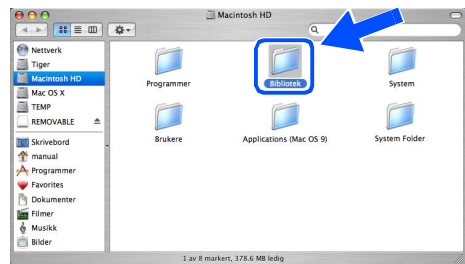 Macintosh HD
Nettverk
Tiger
Macintosh HD
Mac OS X
TEMP
REMOVABLE
Skrivebord
manual
Programmer
Favorites
Dokumenter
Filmer
Musikk
Bilder
Programmer
Bibliotek
System
Brukere
Applications (Mac OS 9)
System Folder
1 av 8 markert, 378.6 MB ledig